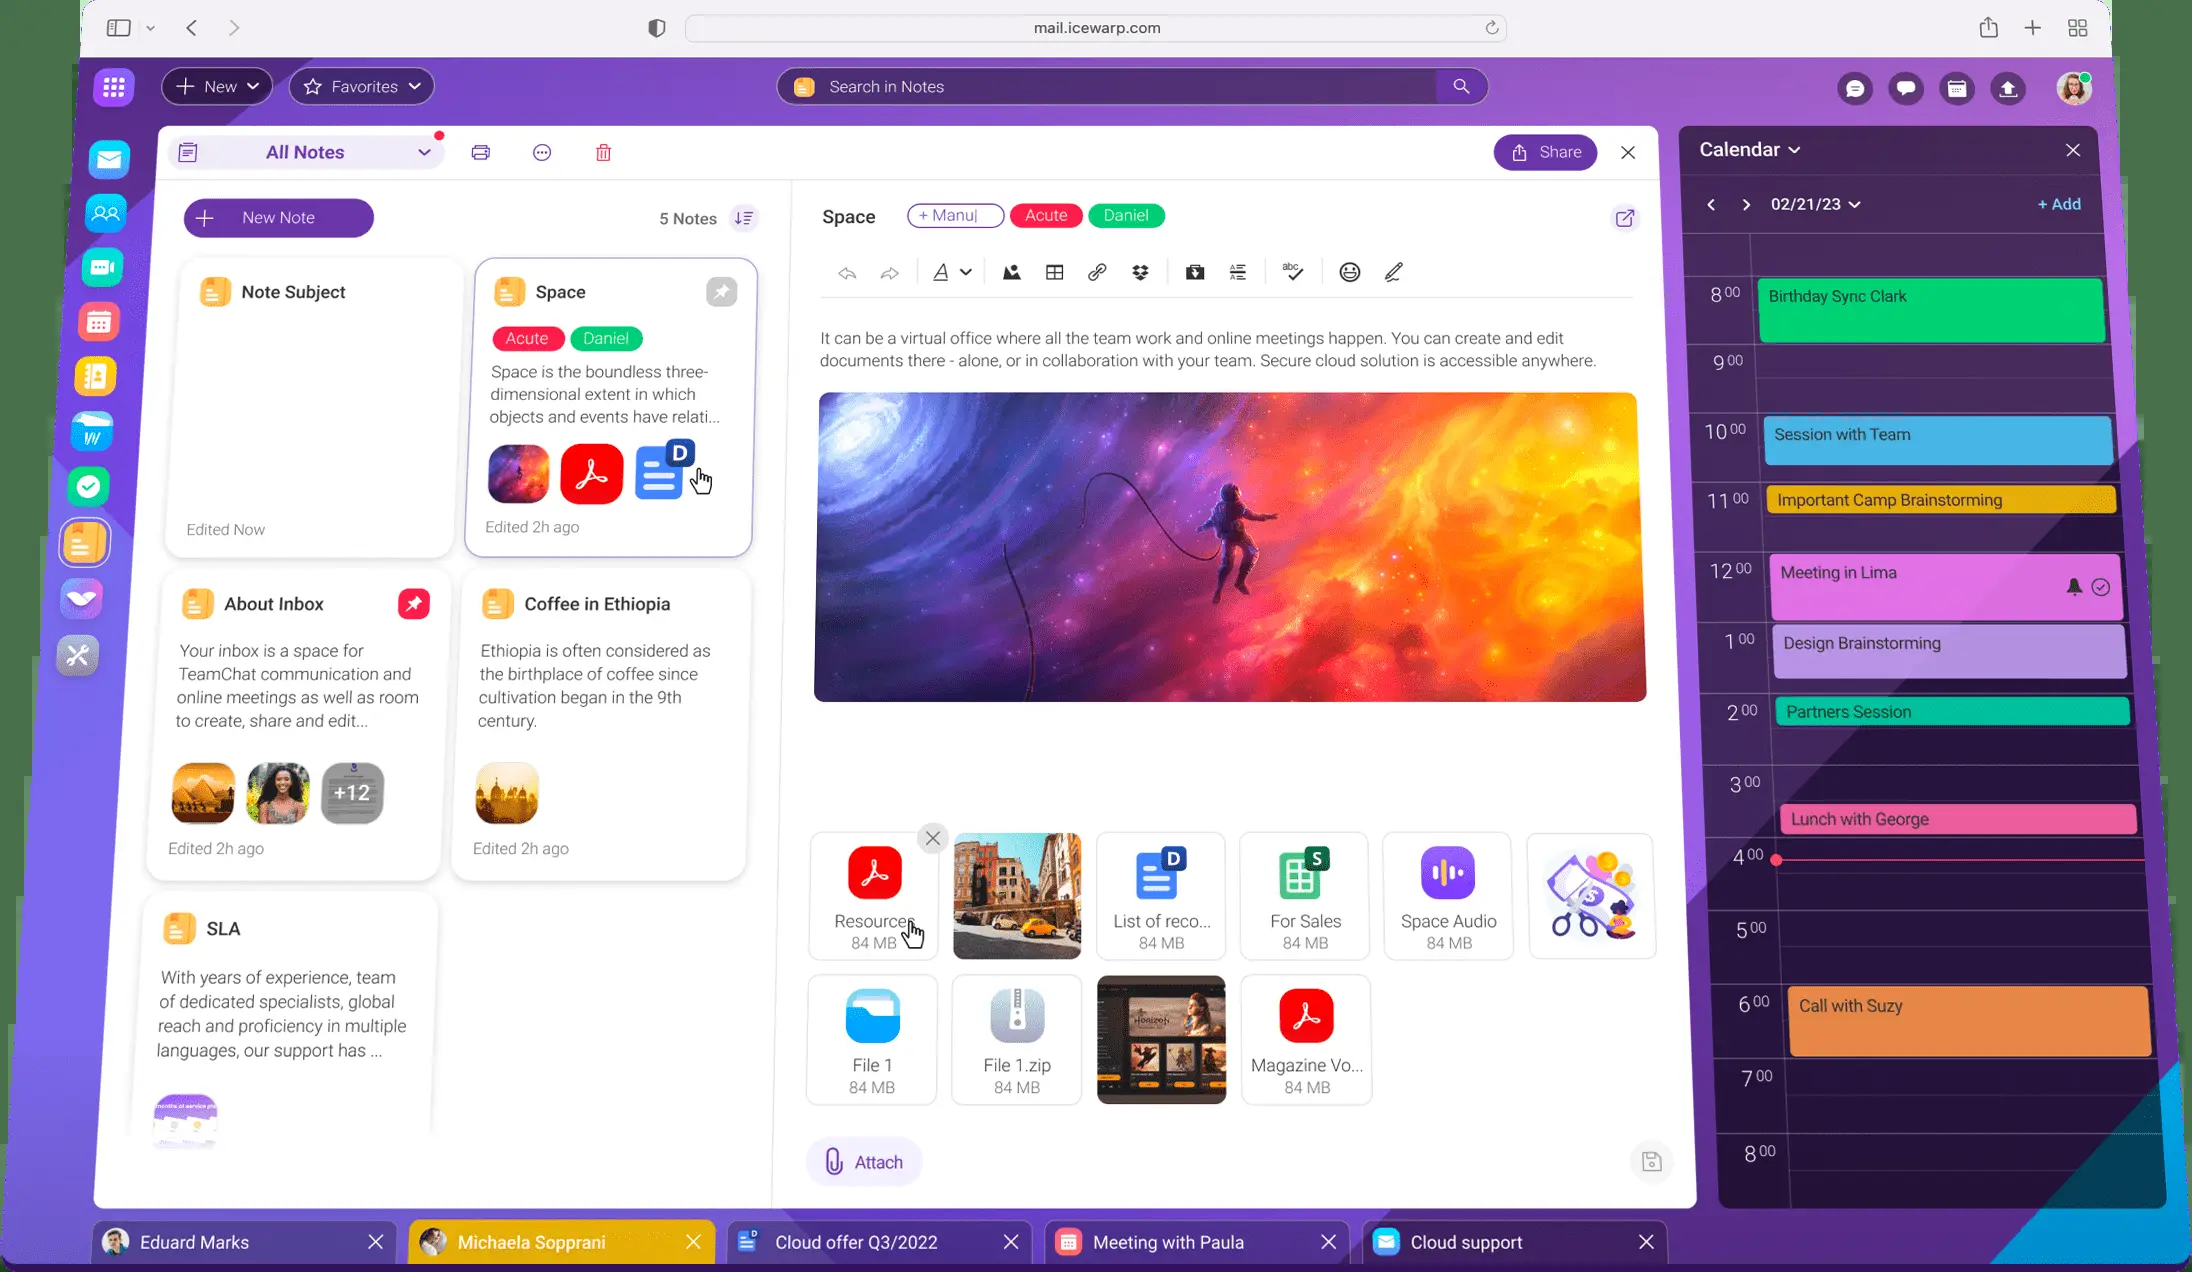 mail.icewarp.com
New
Favorites
Search in Notes
All Notes
Share
New Note
5 Notes
Note Subject
Edited Now
Space
Acute
Daniel
Space is the boundless three-
dimensional extent in which
objects and events have relati...
D
Edited 2h ago
About Inbox
Your inbox is a space for
TeamChat communication and
online meetings as well as room
to create, share and edit...
+12
Edited 2h ago
Coffee in Ethiopia
Ethiopia is often considered as
the birthplace of coffee since
cultivation began in the 9th
century.
Edited 2h ago
SLA
With years of experience, team
of dedicated specialists, global
reach and proficiency in multiple
languages, our support has ...
Space
+ Manu
Acute
Daniel
abc
It can be a virtual office where all the team work and online meetings happen. You can create and edit
documents there - alone, or in collaboration with your team. Secure cloud solution is accessible anywhere.
Resources
84 MB
D
List of reco...
84 MB
S
For Sales
84 MB
Space Audio
84 MB
File 1
84 MB
File 1.zip
84 MB
Horizon
Magazine Vo...
84 MB
Attach
Calendar
02/21/23
+ Add
8 00
Birthday Sync Clark
9 00
10 00
Session with Team
11 00
Important Camp Brainstorming
12 00
Meeting in Lima
1 00
Design Brainstorming
2 00
Partners Session
3 00
Lunch with George
4 00
5 00
6 00
Call with Suzy
7 00
8 00
Eduard Marks
Michaela Sopprani
D
Cloud offer Q3/2022
Meeting with Paula
Cloud support